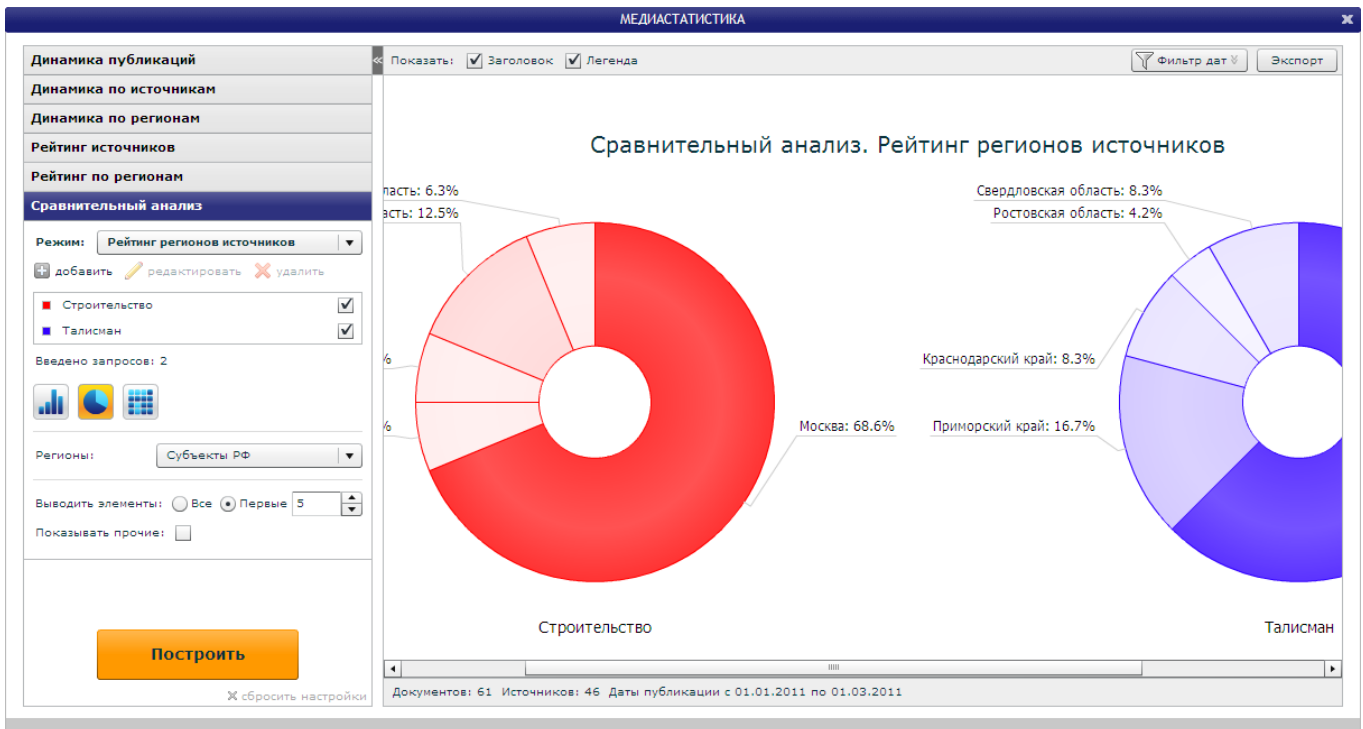 МЕДИАСТАТИСТИКА
Динамика публикаций
Динамика по источникам
Динамика по регионам
Рейтинг источников
Рейтинг по регионам
Сравнительный анализ
Режим: Рейтинг регионов источников
добавить редактировать удалить
Строительство
Талисман
Введено запросов: 2
Регионы: Субъекты РФ
Выводить элементы: Все Первые 5
Показывать прочие:
Построить
сбросить настройки
Показать: Заголовок Легенда
Фильтр дат Экспорт
Сравнительный анализ. Рейтинг регионов источников
ласть: 6.3%
асть: 12.5%
%
%
Москва: 68.6%
Строительство
Свердловская область: 8.3%
Ростовская область: 4.2%
Краснодарский край: 8.3%
Приморский край: 16.7%
Талисман
Документов: 61 Источников: 46 Даты публикации с 01.01.2011 по 01.03.2011